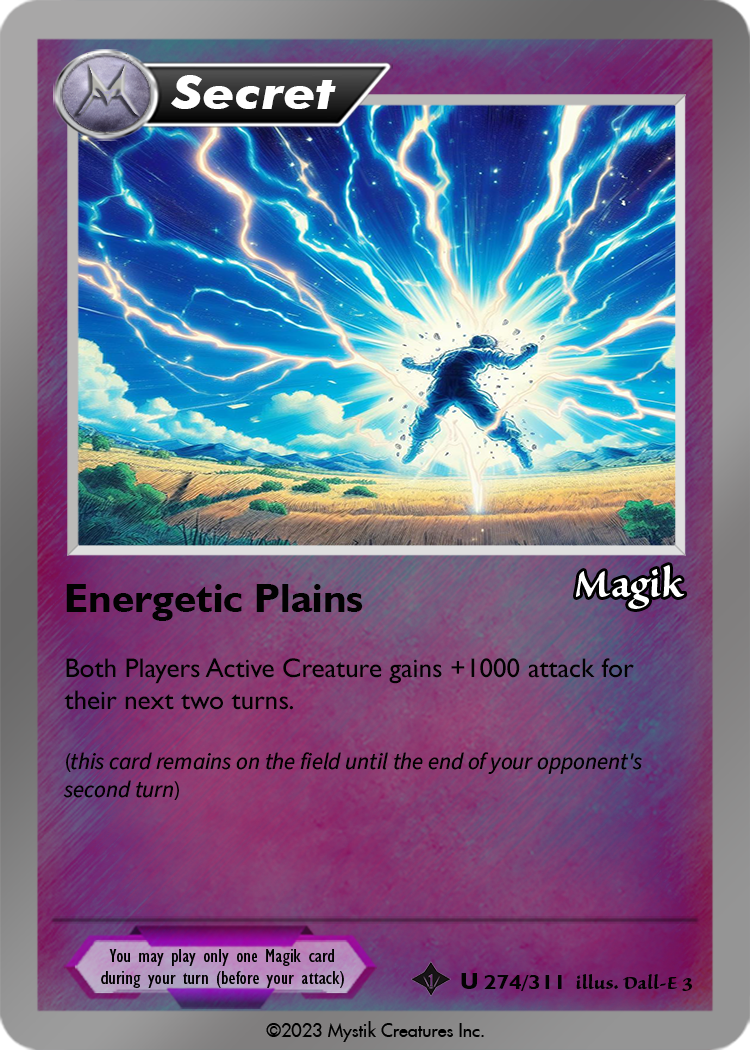 Secret
Energetic Plains
Magik
Both Players Active Creature gains +1000 attack for
their next two turns.
(this card remains on the field until the end of your opponent's
second turn)
You may play only one Magik card
during your turn (before your attack)
1 U 274/311 illus. Dall-E 3
©2023 Mystik Creatures Inc.